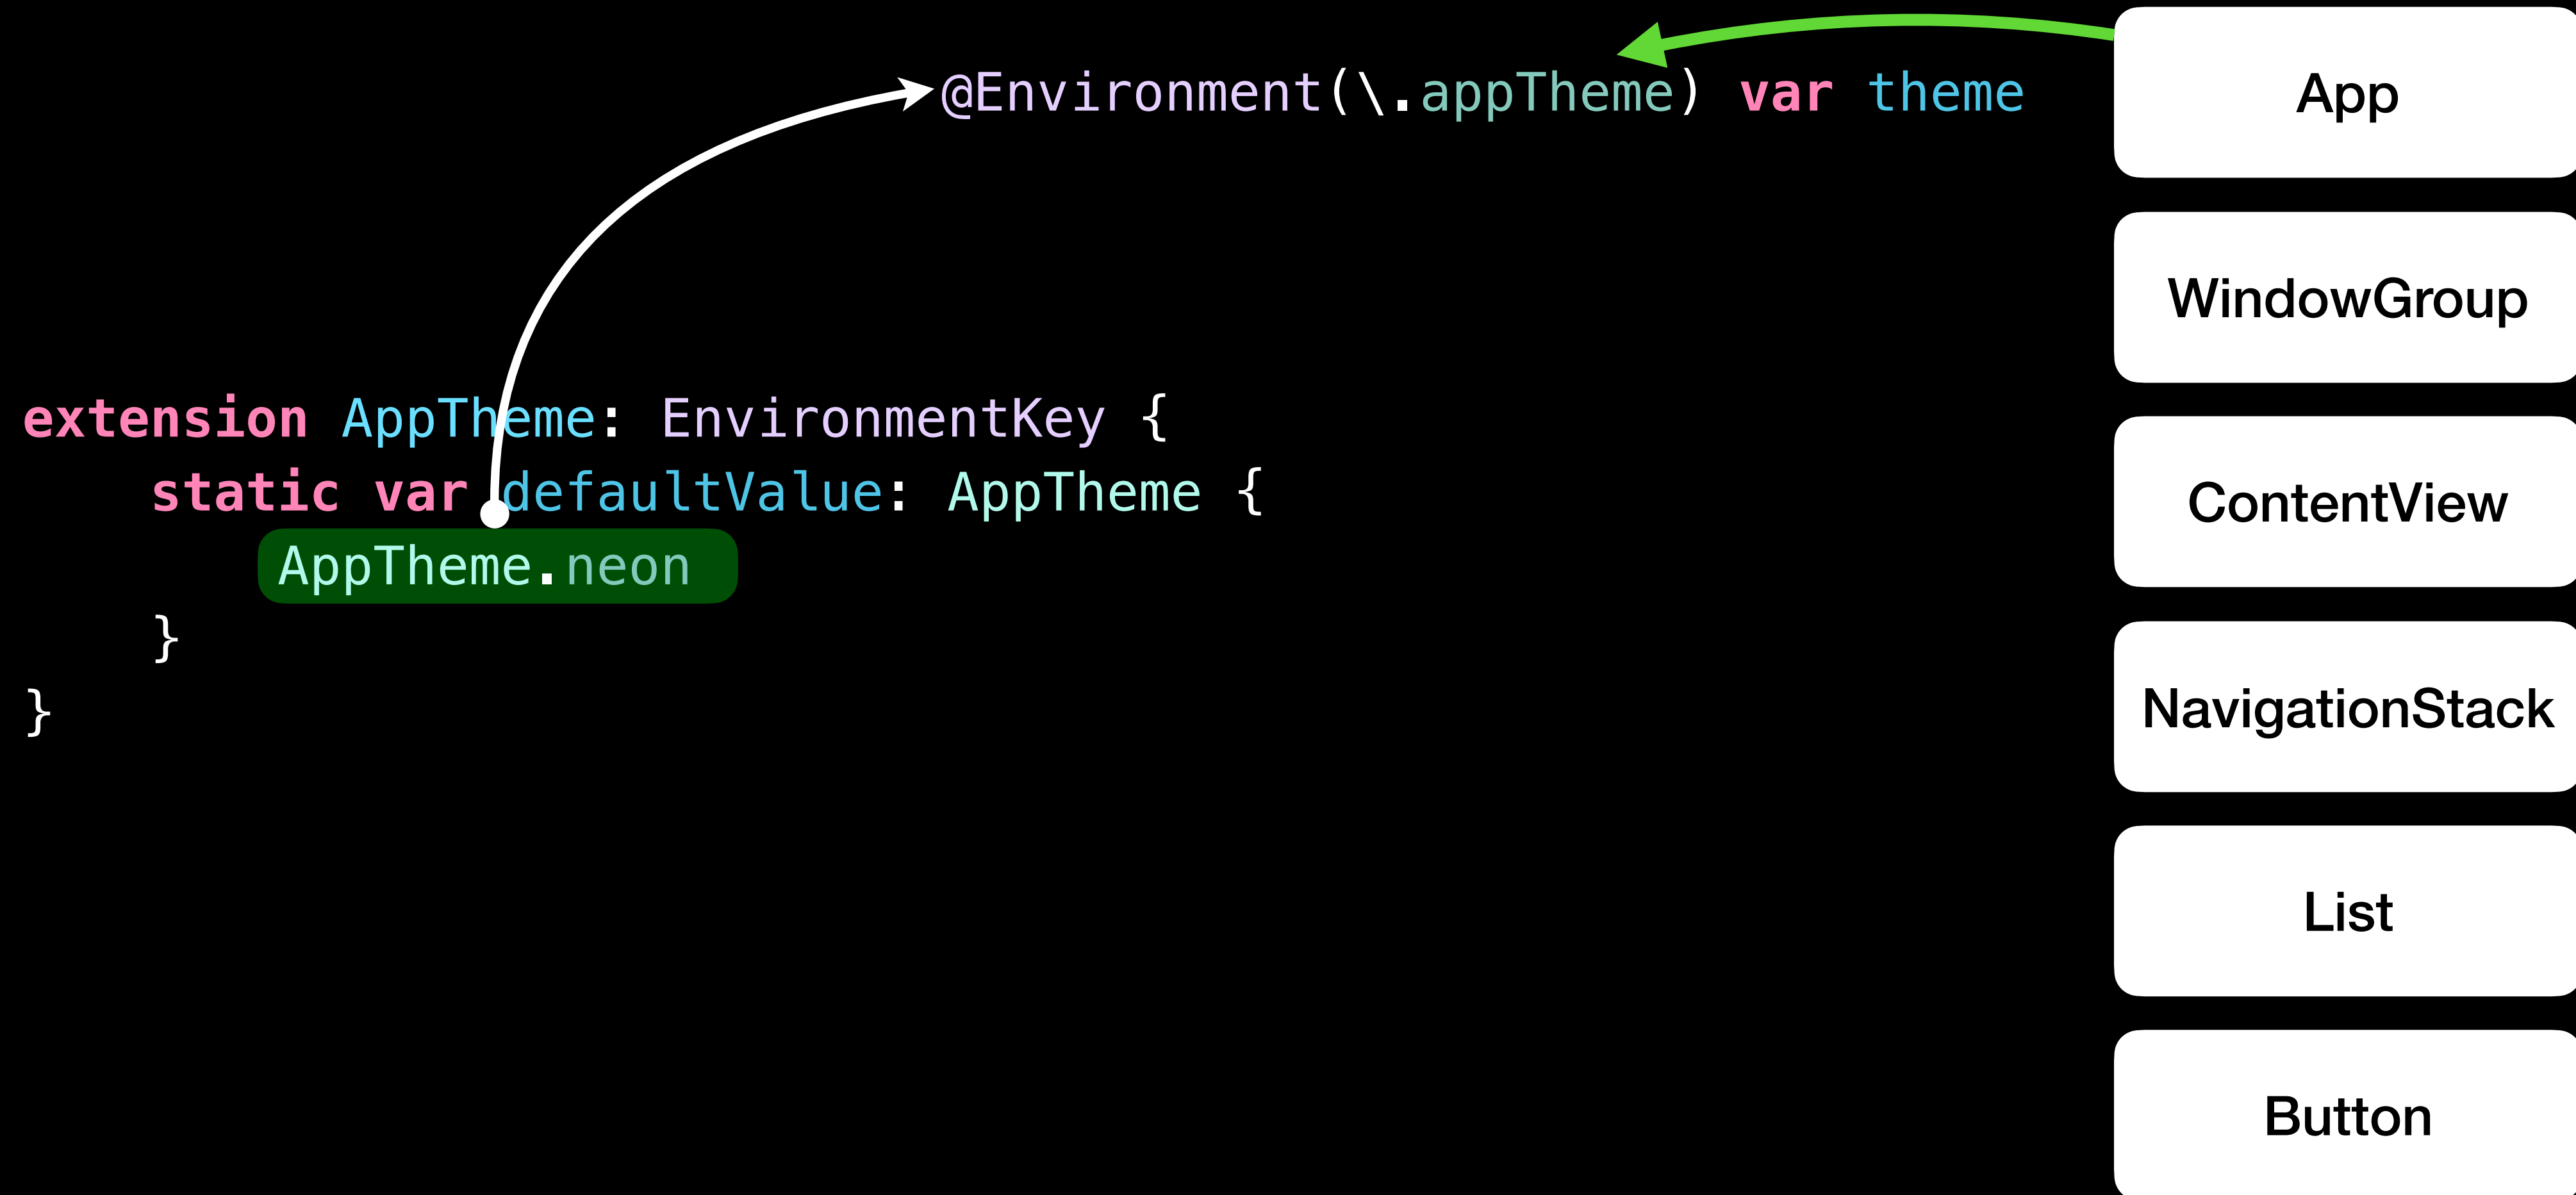 @Environment(\.appTheme) var theme
extension AppTheme: EnvironmentKey {
    static var defaultValue: AppTheme {
        AppTheme.neon
    }
}
App
WindowGroup
ContentView
NavigationStack
List
Button